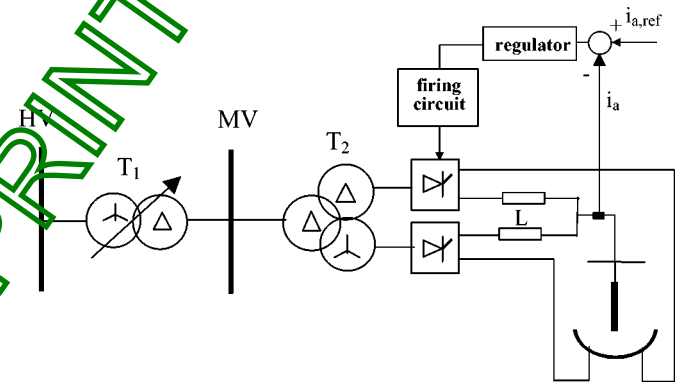 PRINT
i_a,ref
+
regulator
-
firing
circuit
i_a
HV
MV
T_1
T_2
L